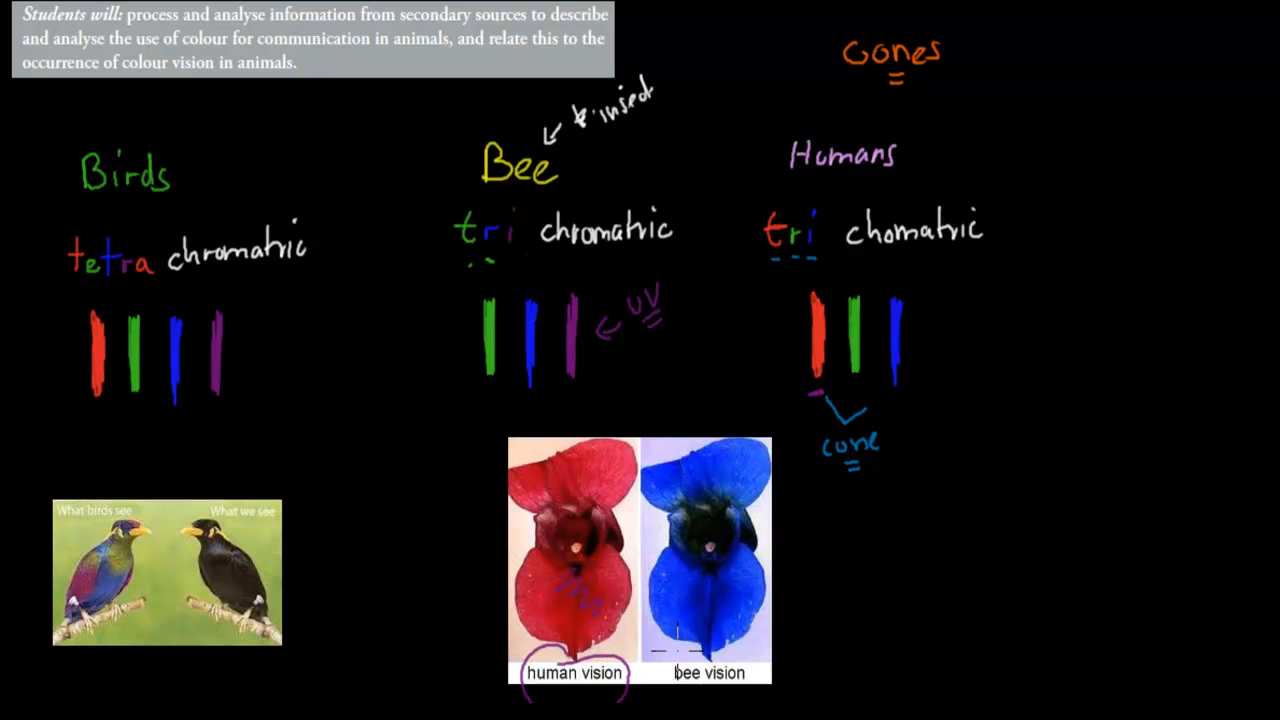 Students will: process and analyse information from secondary sources to describe
and analyse the use of colour for communication in animals, and relate this to the
occurrence of colour vision in animals.
cones
insect
Birds
Bee
Humans
tetra chromatric
tri chromatric
tri chomatric
UV
cone
What birds see
What we see
human vision
bee vision